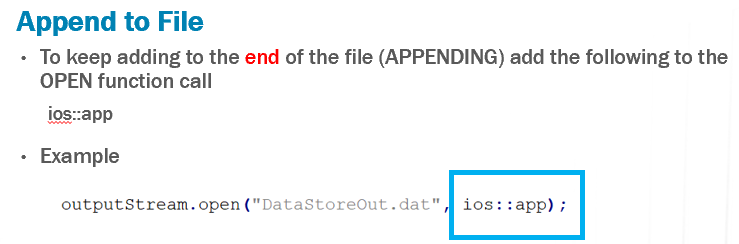 Append to File
• To keep adding to the end of the file (APPENDING) add the following to the
OPEN function call
ios::app
• Example
outputStream.open("DataStoreOut.dat", ios::app);